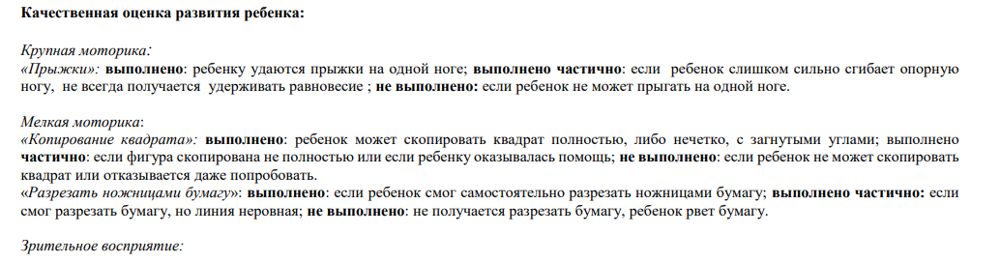 Качественная оценка развития ребенка:
Крупная моторика:
«Прыжки»: выполнено: ребенку удаются прыжки на одной ноге; выполнено частично: если ребенок слишком сильно сгибает опорную
ногу, не всегда получается удерживать равновесие ; не выполнено: если ребенок не может прыгать на одной ноге.
Мелкая моторика:
«Копирование квадрата»: выполнено: ребенок может скопировать квадрат полностью, либо нечетко, с загнутыми углами; выполнено
частично: если фигура скопирована не полностью или если ребенку оказывалась помощь; не выполнено: если ребенок не может скопировать
квадрат или отказывается даже попробовать.
«Разрезать ножницами бумагу»: выполнено: если ребенок смог самостоятельно разрезать ножницами бумагу; выполнено частично: если
смог разрезать бумагу, но линия неровная; не выполнено: не получается разрезать бумагу, ребенок рвет бумагу.
Зрительное восприятие: